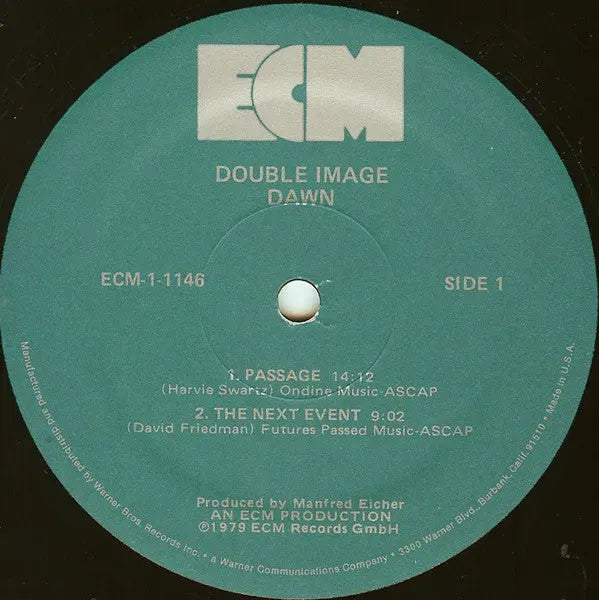 ECM
DOUBLE IMAGE
DAWN
ECM-1-1146
SIDE 1
1. PASSAGE 14:12
(Harvie Swartz) Ondine Music-ASCAP
2. THE NEXT EVENT 9:02
(David Friedman) Futures Passed Music-ASCAP
Produced by Manfred Eicher
AN ECM PRODUCTION
℗1979 ECM Records GmbH
Manufactured and distributed by Warner Bros. Records Inc. • a Warner Communications Company • 3300 Warner Blvd., Burbank, Calif. 91510 • Made in U.S.A.